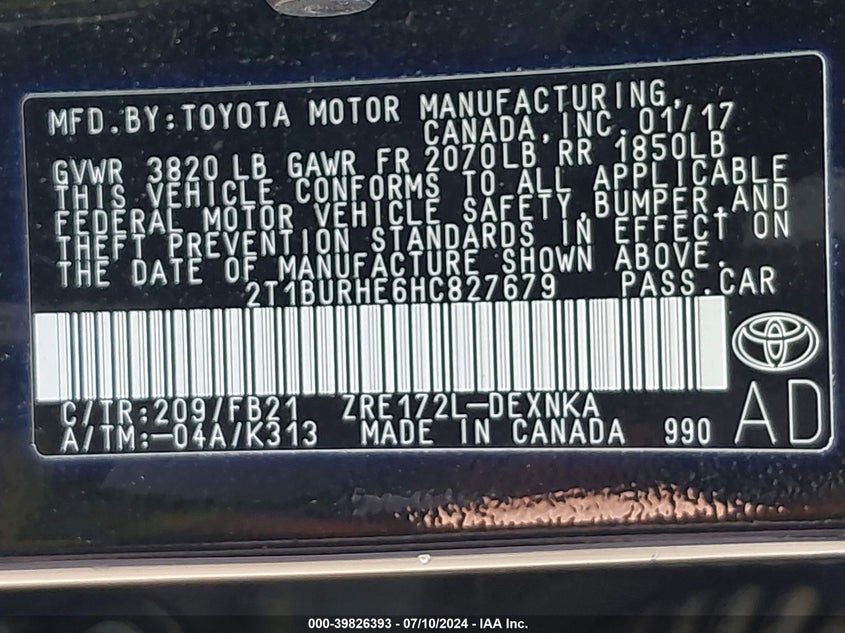 MFD.BY:TOYOTA MOTOR MANUFACTURING,
CANADA,INC. 01/17
GVWR 3820 LB GAWR FR 2070LB RR 1850LB
THIS VEHICLE CONFORMS TO ALL APPLICABLE
FEDERAL MOTOR VEHICLE SAFETY,BUMPER,AND
THEFT PREVENTION STANDARDS IN EFFECT ON
THE DATE OF MANUFACTURE SHOWN ABOVE.
2T1BURHE6HC827679 PASS.CAR
C/TR:209/FB21 ZRE172L-DEXNKA
A/TM:-04A/K313 MADE IN CANADA 990
AD
000-39826393 - 07/10/2024 - IAA Inc.